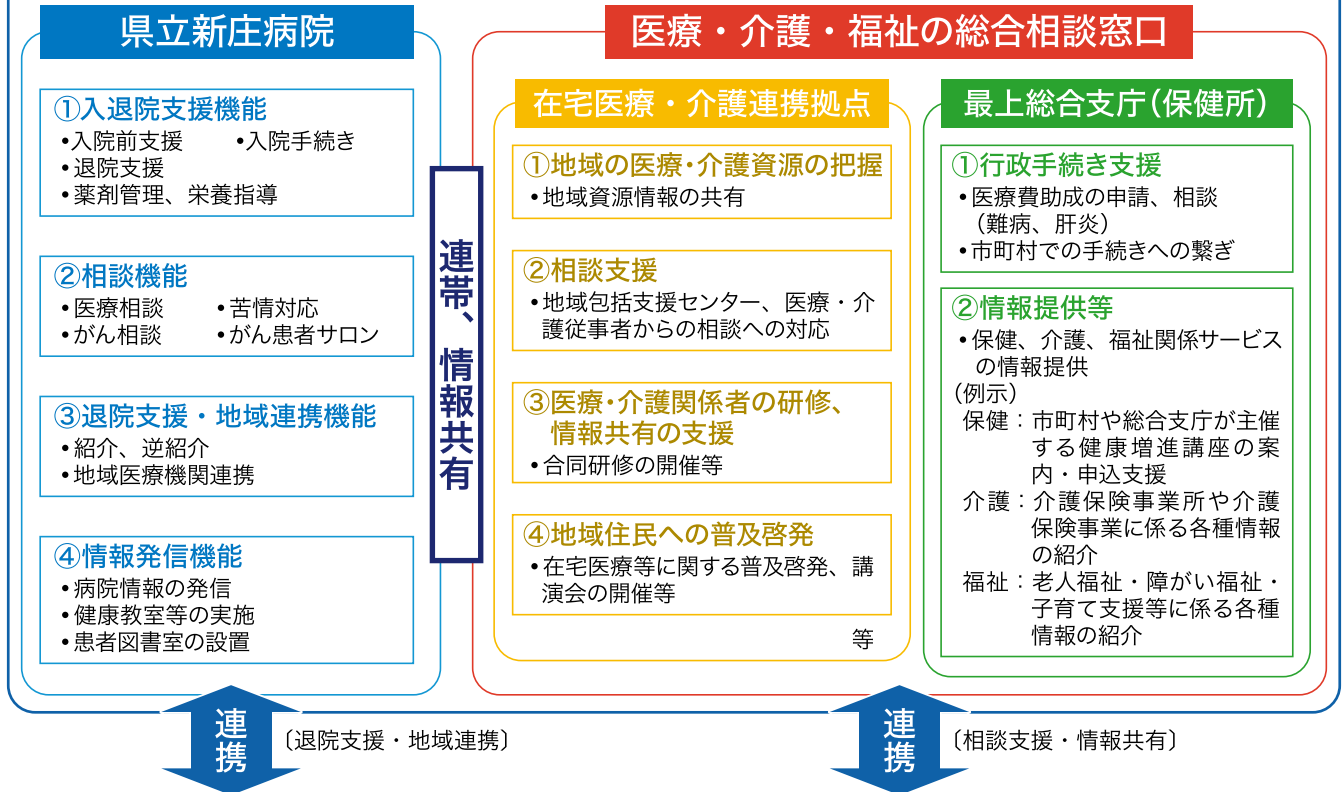 県立新庄病院
①入退院支援機能
•入院前支援 •入院手続き
•退院支援
•薬剤管理、栄養指導
②相談機能
•医療相談 •苦情対応
•がん相談 •がん患者サロン
③退院支援・地域連携機能
•紹介、逆紹介
•地域医療機関連携
④情報発信機能
•病院情報の発信
•健康教室等の実施
•患者図書室の設置
連帯、情報共有
医療・介護・福祉の総合相談窓口
在宅医療・介護連携拠点
①地域の医療・介護資源の把握
•地域資源情報の共有
②相談支援
•地域包括支援センター、医療・介
護従事者からの相談への対応
③医療・介護関係者の研修、
情報共有の支援
•合同研修の開催等
④地域住民への普及啓発
•在宅医療等に関する普及啓発、講
演会の開催等
等
最上総合支庁(保健所)
①行政手続き支援
•医療費助成の申請、相談
(難病、肝炎)
•市町村での手続きへの繋ぎ
②情報提供等
•保健、介護、福祉関係サービス
の情報提供
(例示)
保健：市町村や総合支庁が主催
する健康増進講座の案
内・申込支援
介護：介護保険事業所や介護
保険事業に係る各種情報
の紹介
福祉：老人福祉・障がい福祉・
子育て支援等に係る各種
情報の紹介
連携
〔退院支援・地域連携〕
連携
〔相談支援・情報共有〕